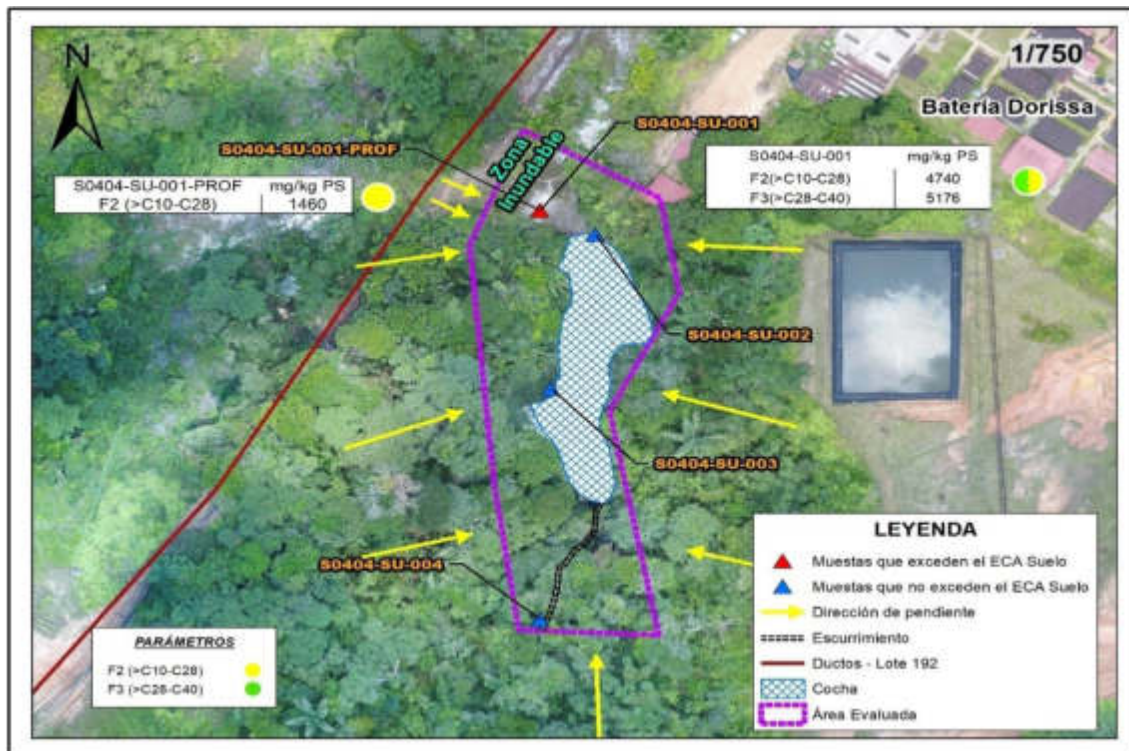 N
1/750
Batería Dorissa
S0404-SU-001
S0404-SU-001-PROF
Zona
Inundable
S0404-SU-001-PROF mg/kg PS
F2 (>C10-C28) 1460
S0404-SU-001 mg/kg PS
F2(>C10-C28) 4740
F3(>C28-C40) 5176
S0404-SU-002
S0404-SU-003
S0404-SU-004
PARÁMETROS
F2 (>C10-C28)
F3 (>C28-C40)
LEYENDA
Muestas que exceden el ECA Suelo
Muestas que no exceden el ECA Suelo
Dirección de pendiente
Escurrimiento
Ductos - Lote 192
Cocha
Área Evaluada